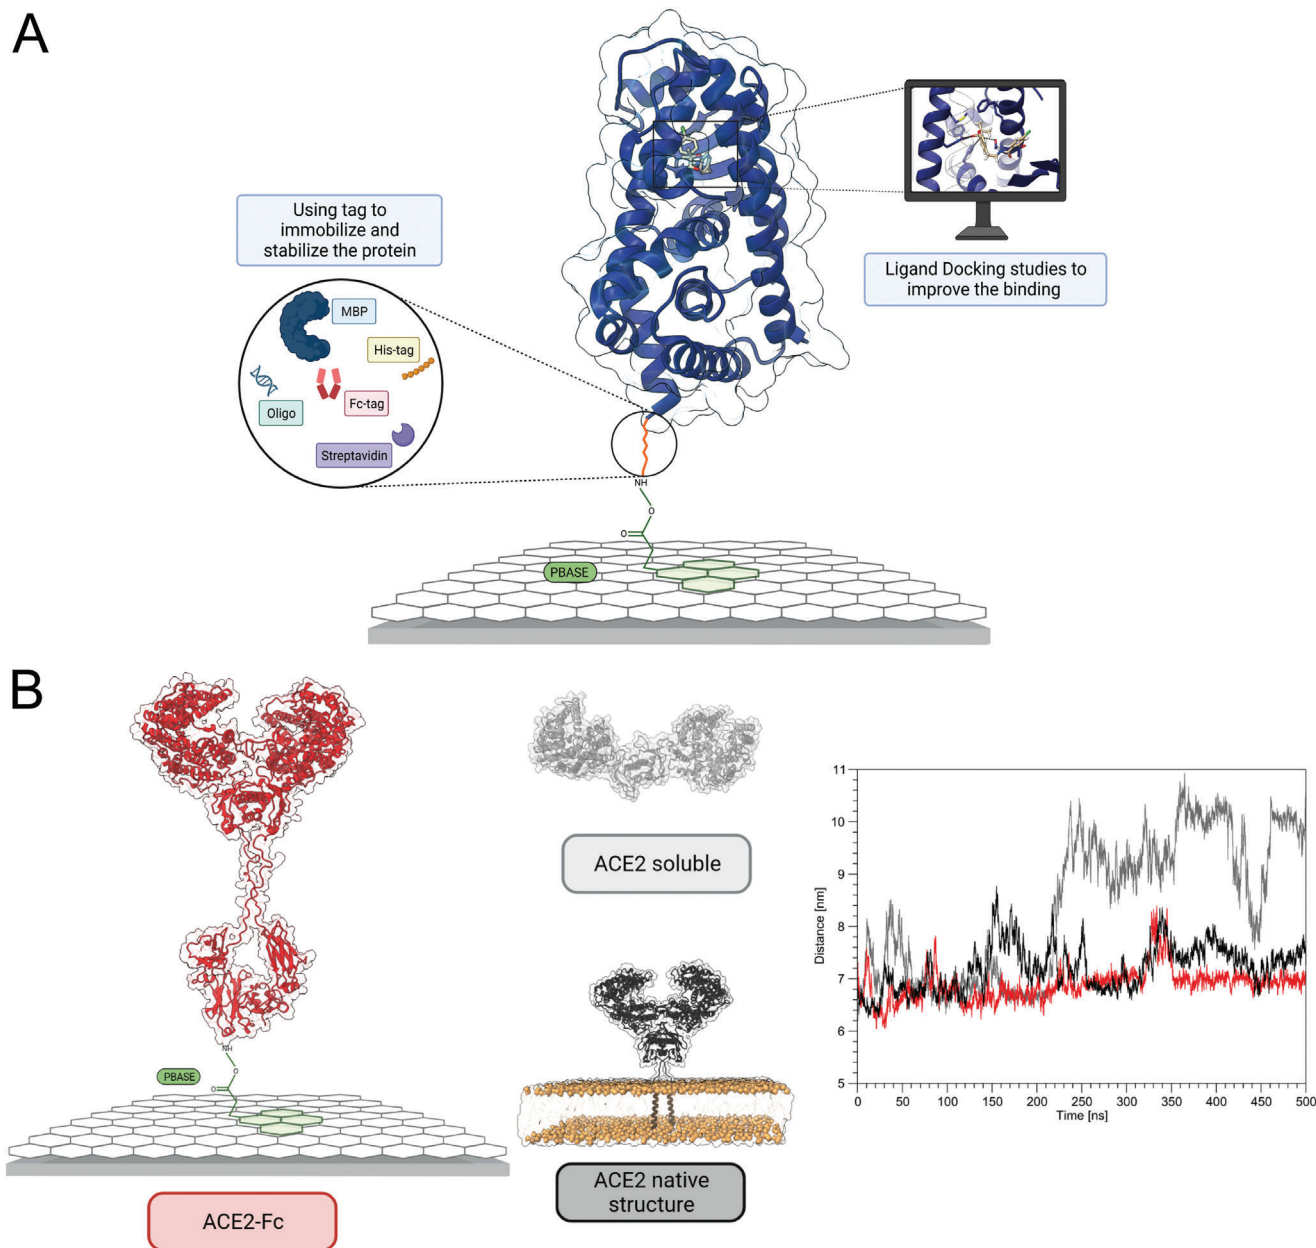 A
Using tag to
immobilize and
stabilize the protein
MBP
His-tag
Oligo
Fc-tag
Streptavidin
Ligand Docking studies to
improve the binding
NH
O
O
PBASE
B
NH
O
O
PBASE
ACE2-Fc
ACE2 soluble
ACE2 native
structure
Distance [nm]
11
10
9
8
7
6
5
0 50 100 150 200 250 300 350 400 450 500
Time [ns]